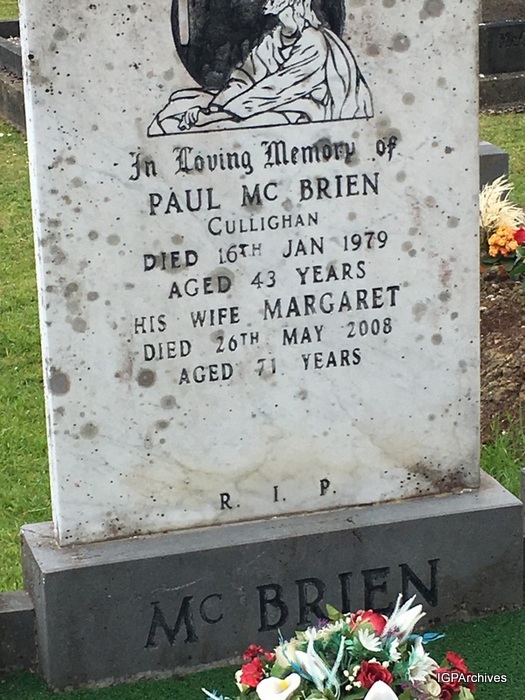 In Loving Memory of
PAUL Mc BRIEN
CULLIGHAN
DIED 16TH JAN 1979
AGED 43 YEARS
HIS WIFE MARGARET
DIED 26TH MAY 2008
AGED 71 YEARS
R. I. P.
Mc BRIEN
IGPArchives